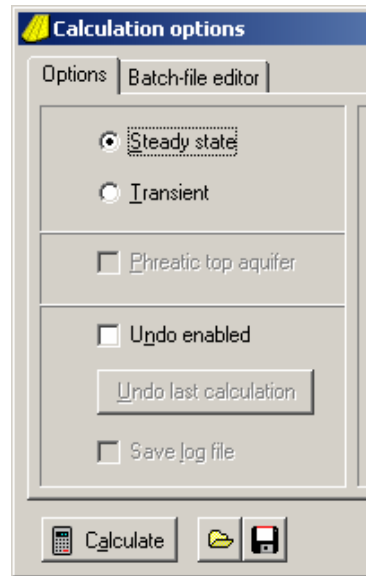 Calculation options
Options Batch-file editor
Steady state
Transient
Phreatic top aquifer
Undo enabled
Undo last calculation
Save log file
Calculate